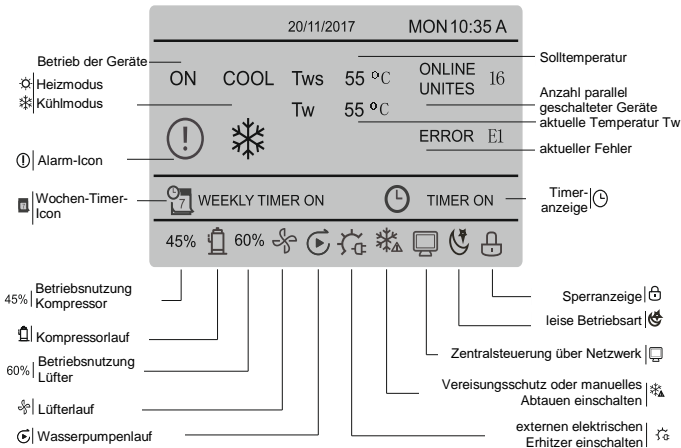 20/11/2017 MON 10:35 A
Betrieb der Geräte
Heizmodus
Kühlmodus
Alarm-Icon
Wochen-Timer-
Icon
ON COOL Tws 55 °C ONLINE
UNITES 16
Tw 55 °C
ERROR E1
7 WEEKLY TIMER ON TIMER ON
45% 60%
Solltemperatur
Anzahl parallel
geschalteter Geräte
aktuelle Temperatur Tw
aktueller Fehler
Timer-
anzeige
45% Betriebsnutzung
Kompressor
Kompressorlauf
60% Betriebsnutzung
Lüfter
Lüfterlauf
Wasserpumpenlauf
Sperranzeige
leise Betriebsart
Zentralsteuerung über Netzwerk
Vereisungsschutz oder manuelles
Abtauen einschalten
externen elektrischen
Erhitzer einschalten